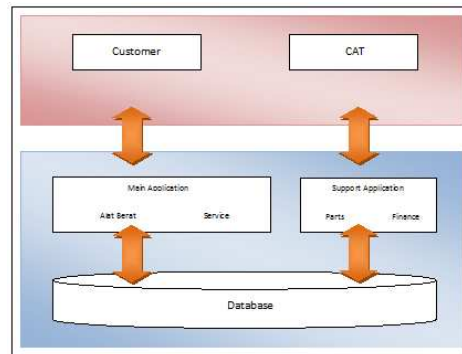 Customer
CAT
Main Application
Alat Berat
Service
Support Application
Parts
Finance
Database